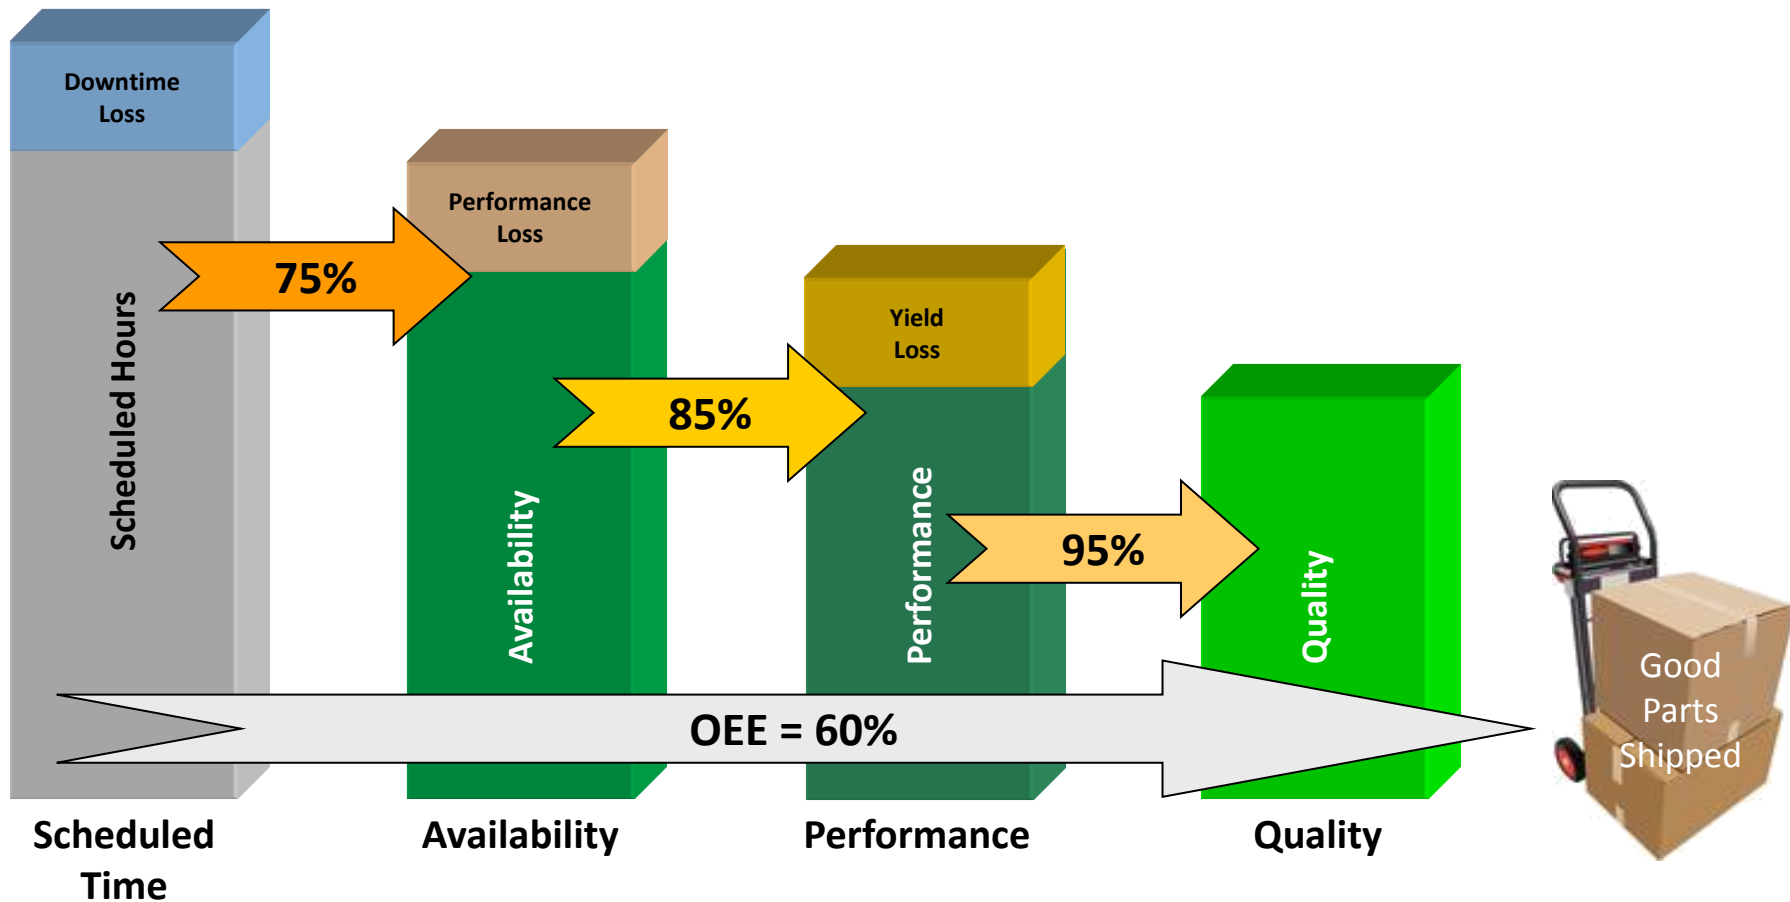 Downtime
Loss
Scheduled Hours
75%
Performance
Loss
Availability
85%
Yield
Loss
Performance
95%
Quality
OEE = 60%
Good
Parts
Shipped
Scheduled
Time
Availability
Performance
Quality